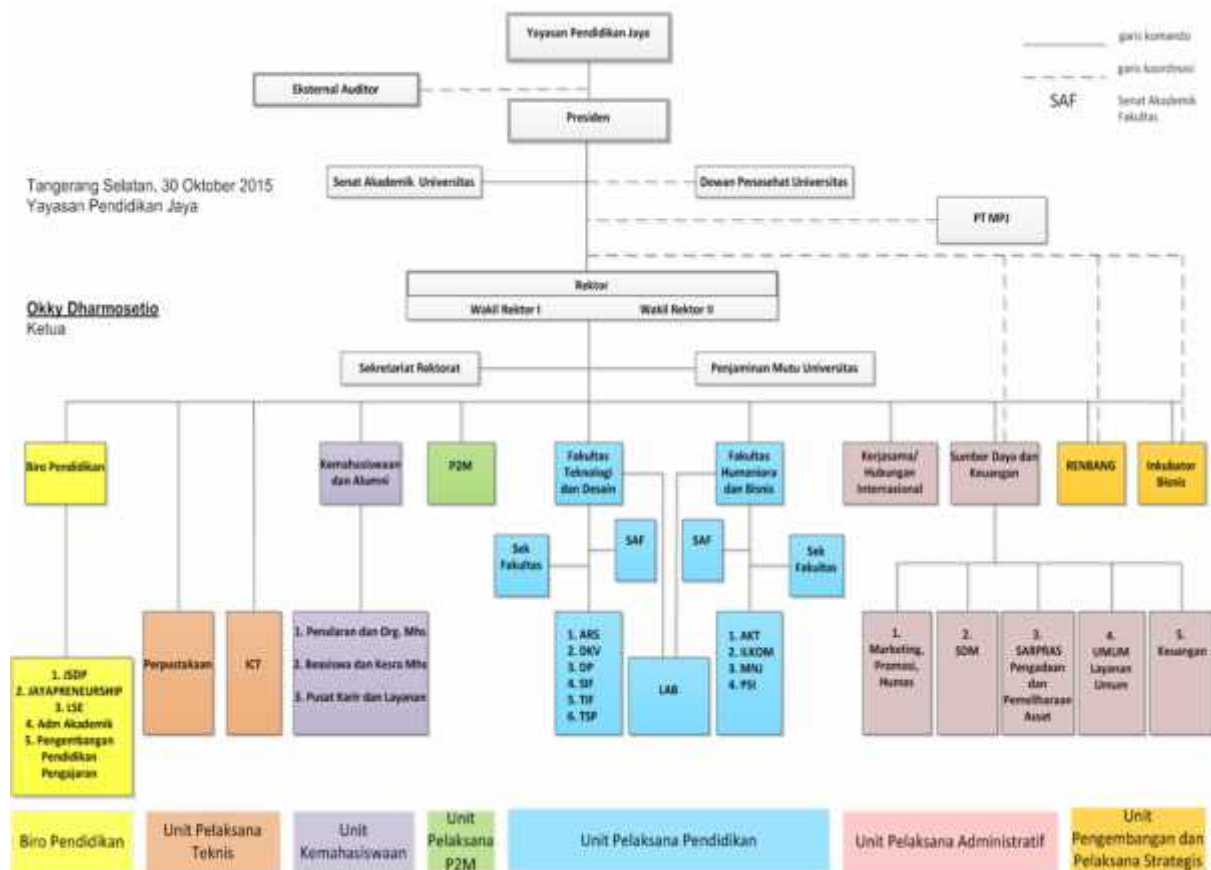 Yayasan Pendidikan Jaya
garis komando
garis koordinasi
SAF
Senat Akademik
Fakultas
Eksternal Auditor
Presiden
Tangerang Selatan, 30 Oktober 2015
Yayasan Pendidikan Jaya
Senat Akademik Universitas
Dewan Penasehat Universitas
PT MPJ
Okky Dharmosetio
Ketua
Rektor
Wakil Rektor I
Wakil Rektor II
Sekretariat Rektorat
Penjaminan Mutu Universitas
Biro Pendidikan
Kemahasiswaan
dan Alumni
P2M
Fakultas
Teknologi
dan Desain
Fakultas
Humaniora
dan Bisnis
Kerjasama/
Hubungan
Internasional
Sumber Daya dan
Keuangan
RENBANG
Inkubator
Bisnis
Sek
Fakultas
SAF
SAF
Sek
Fakultas
1. JSDP
2. JAYAPRENEURSHIP
3. LSE
4. Adm Akademik
5. Pengembangan
Pendidikan
Pengajaran
Perpustakaan
ICT
1. Penalaran dan Org. Mhs
2. Beasiswa dan Kesra Mhs
3. Pusat Karir dan Layanan
1. ARS
2. DKV
3. DP
4. SIF
5. TIF
6. TSP
LAB
1. AKT
2. ILKOM
3. MNJ
4. PSI
1.
Marketing,
Promosi,
Humas
2.
SDM
3.
SARPRAS
Pengadaan
dan
Pemeliharaan
Asset
4.
UMUM
Layanan
Umum
5.
Keuangan
Biro Pendidikan
Unit Pelaksana
Teknis
Unit
Kemahasiswaan
Unit
Pelaksana
P2M
Unit Pelaksana Pendidikan
Unit Pelaksana Administratif
Unit
Pengembangan dan
Pelaksana Strategis